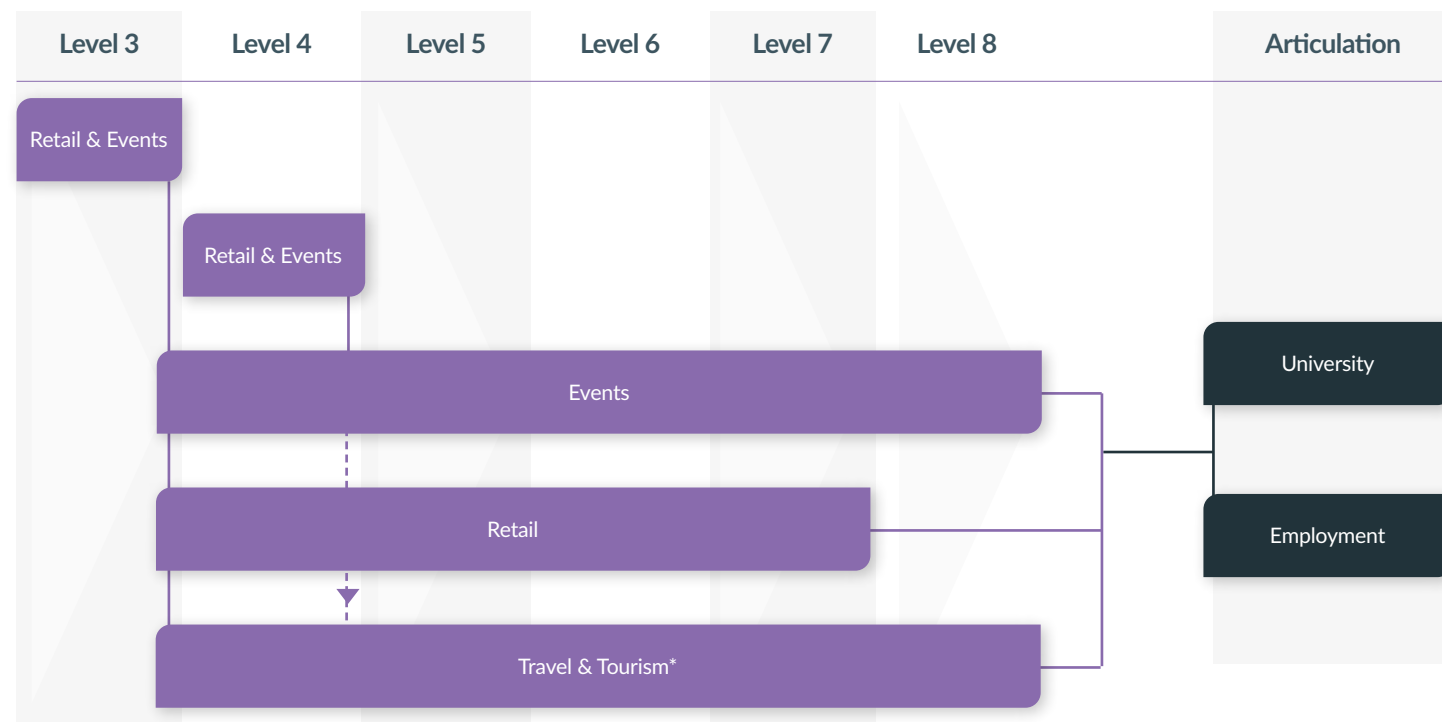 Level 3 Level 4 Level 5 Level 6 Level 7 Level 8 Articulation
Retail & Events
Retail & Events
University
Events
Retail
Employment
Travel & Tourism*